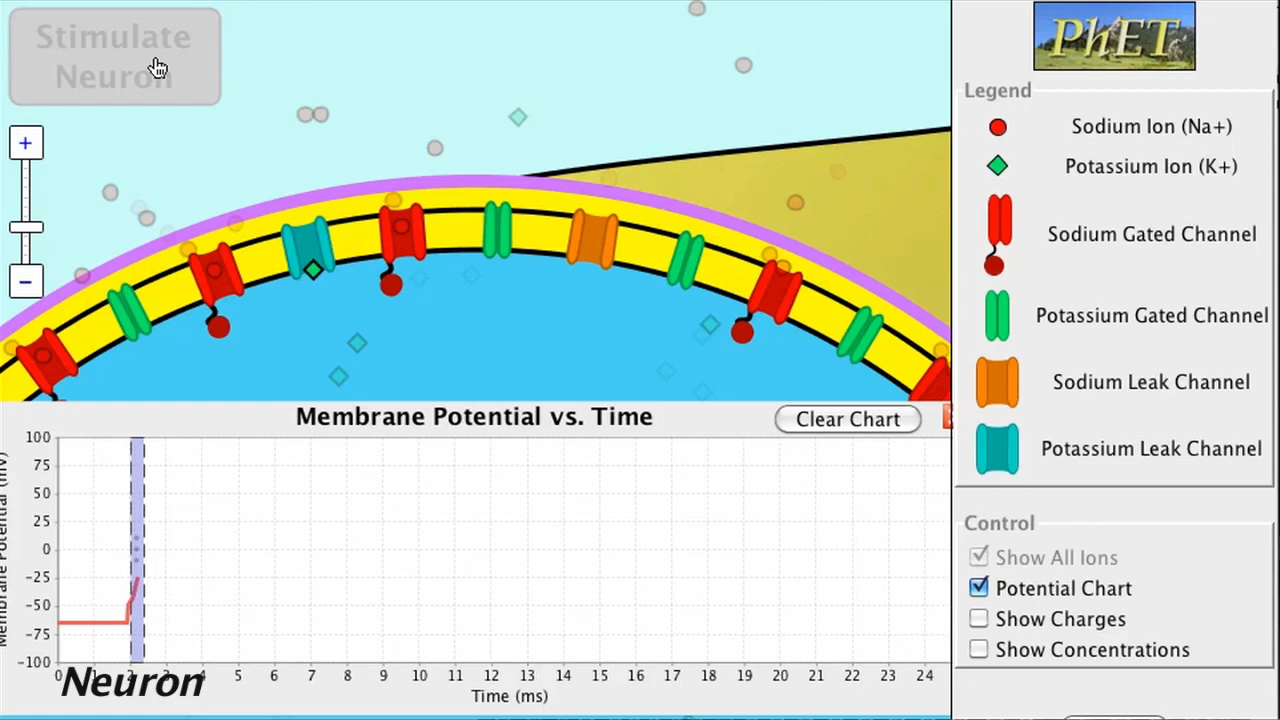 Stimulate
Neuron
+
−
PhET
Legend
Sodium Ion (Na+)
Potassium Ion (K+)
Sodium Gated Channel
Potassium Gated Channel
Sodium Leak Channel
Potassium Leak Channel
Control
Show All Ions
Potential Chart
Show Charges
Show Concentrations
Membrane Potential vs. Time
Clear Chart
Membrane Potential (mV)
100
75
50
25
0
−25
−50
−75
−100
0 1 2 3 4 5 6 7 8 9 10 11 12 13 14 15 16 17 18 19 20 21 22 23 24
Time (ms)
Neuron